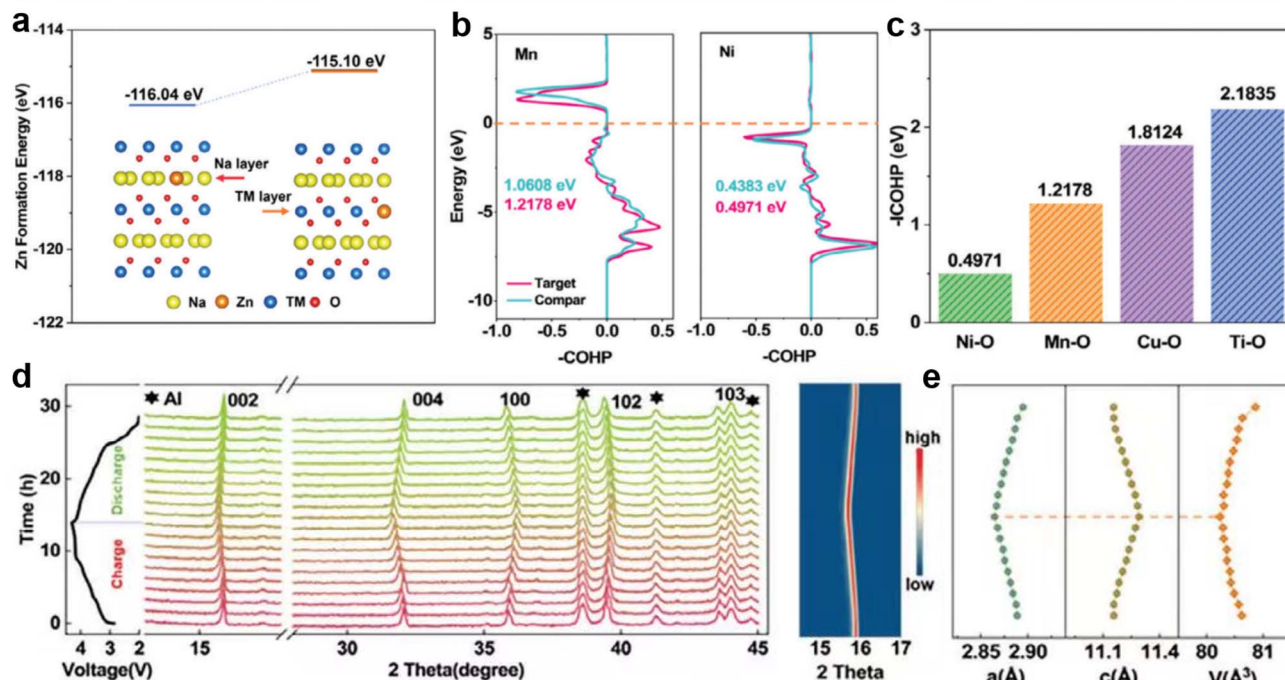 a
-114
-116
-118
-120
-122
Zn Formation Energy (eV)
-116.04 eV
-115.10 eV
Na layer
TM layer
Na Zn TM O
b
5
0
-5
-10
Energy (eV)
Mn
Ni
1.0608 eV
1.2178 eV
0.4383 eV
0.4971 eV
Target
Compar
-1.0 -0.5 0.0 0.5
-1.0 -0.5 0.0 0.5
-COHP
-COHP
c
3
2
1
0
-ICOHP (eV)
0.4971
1.2178
1.8124
2.1835
Ni-O Mn-O Cu-O Ti-O
d
30
20
10
0
Time (h)
Discharge
Charge
4 3 2
Voltage(V)
Al
002
004
100
102
103
15 30 35 40 45
2 Theta(degree)
high
low
15 16 17
2 Theta
e
2.85 2.90
a(Å)
11.1 11.4
c(Å)
80 81
V(Å³)